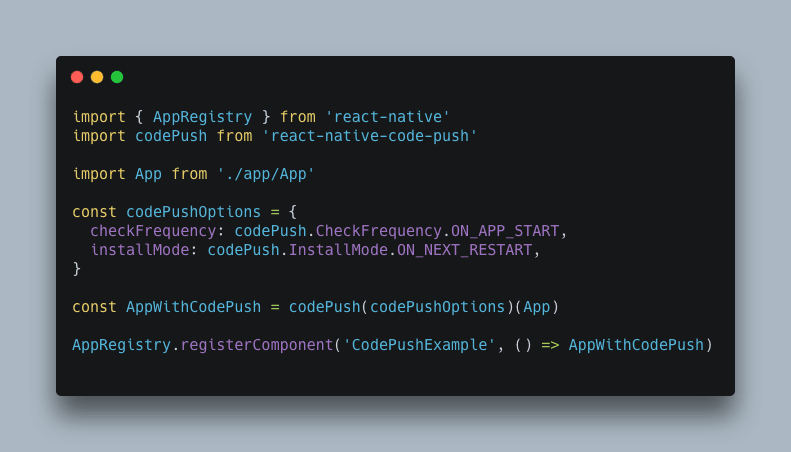 import { AppRegistry } from 'react-native'
import codePush from 'react-native-code-push'
import App from './app/App'
const codePushOptions = {
  checkFrequency: codePush.CheckFrequency.ON_APP_START,
  installMode: codePush.InstallMode.ON_NEXT_RESTART,
}
const AppWithCodePush = codePush(codePushOptions)(App)
AppRegistry.registerComponent('CodePushExample', () => AppWithCodePush)